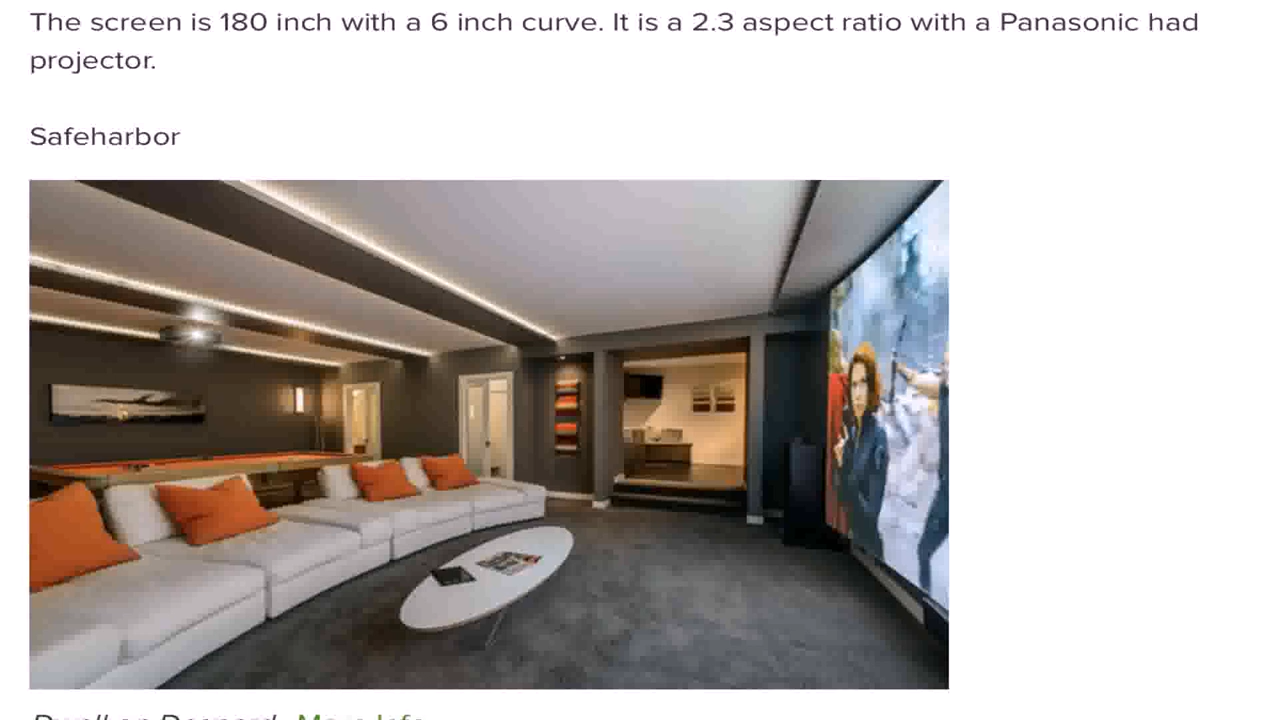 The screen is 180 inch with a 6 inch curve. It is a 2.3 aspect ratio with a Panasonic had
projector.
Safeharbor